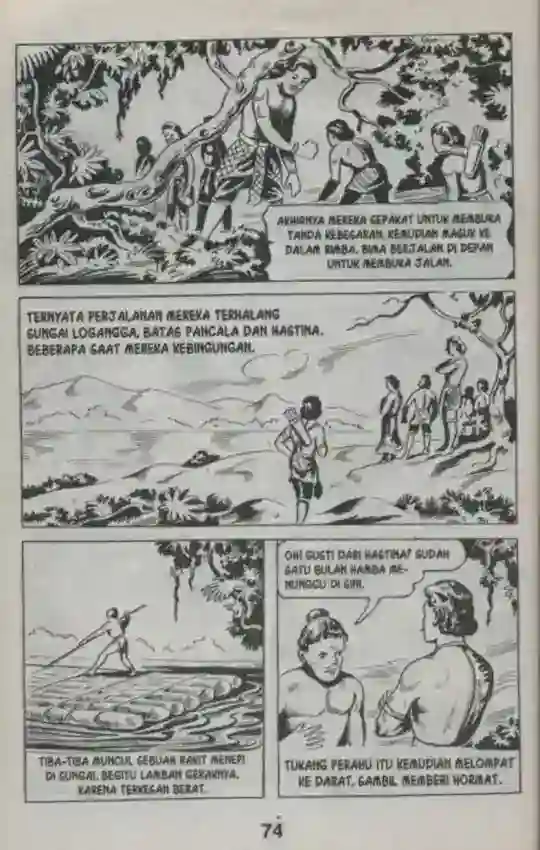 AKHIRNYA MEREKA SEPAKAT UNTUK MEMBUKA
TANDA KEBESARAN. KEMUDIAN MASUK KE
DALAM RIMBA. BIMA BERJALAN DI DEPAN
UNTUK MEMBUKA JALAN.
TERNYATA PERJALANAN MEREKA TERHALANG
SUNGAI LOGANGGA, BATAS PANCALA DAN HASTINA.
BEBERAPA SAAT MEREKA KEBINGUNGAN.
TIBA-TIBA MUNCUL SEBUAH RAKIT MENEPI
DI SUNGAI. BEGITU LAMBAN GERAKNYA,
KARENA TERKESAN BERAT.
OH! GUSTI DARI HASTINA? SUDAH
SATU BULAN HAMBA ME-
NUNGGU DI SINI.
TUKANG PERAHU ITU KEMUDIAN MELOMPAT
KE DARAT, SAMBIL MEMBERI HORMAT.
74